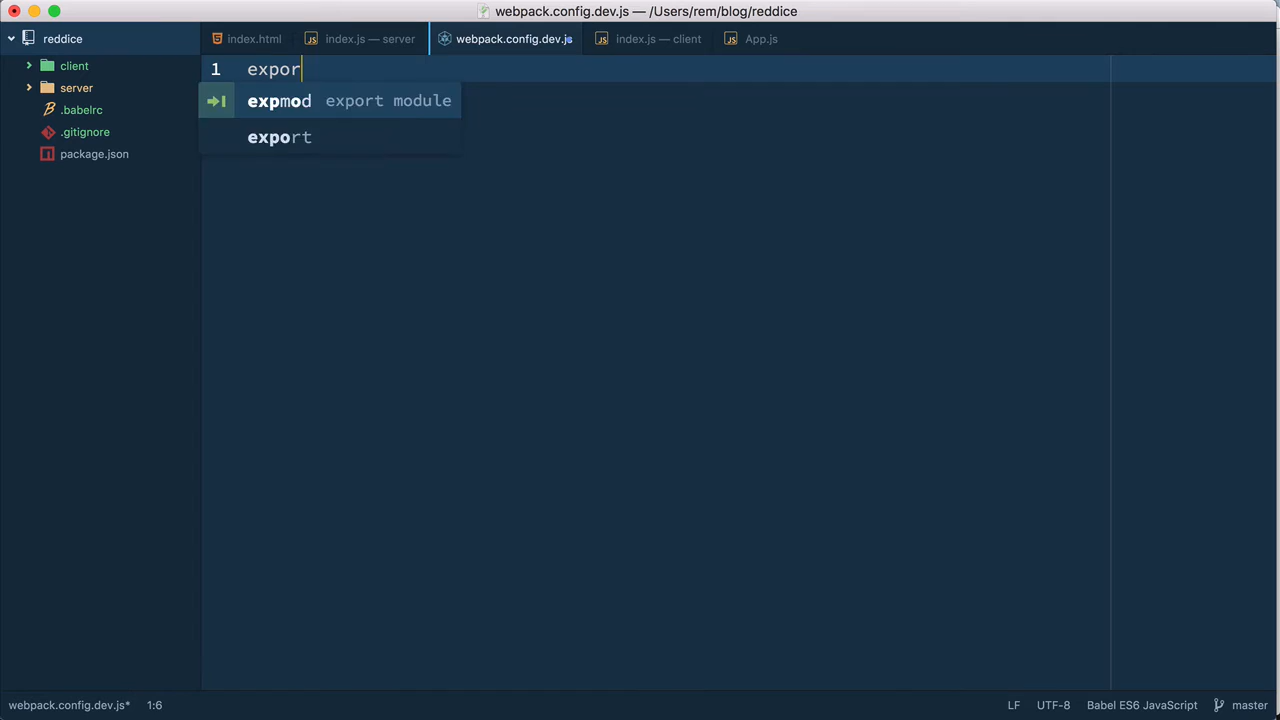 webpack.config.dev.js — /Users/rem/blog/reddice
reddice
index.html
index.js — server
webpack.config.dev.js
index.js — client
App.js
client
server
.babelrc
.gitignore
package.json
1 expor
expmod export module
export
webpack.config.dev.js* 1:6
LF UTF-8 Babel ES6 JavaScript master